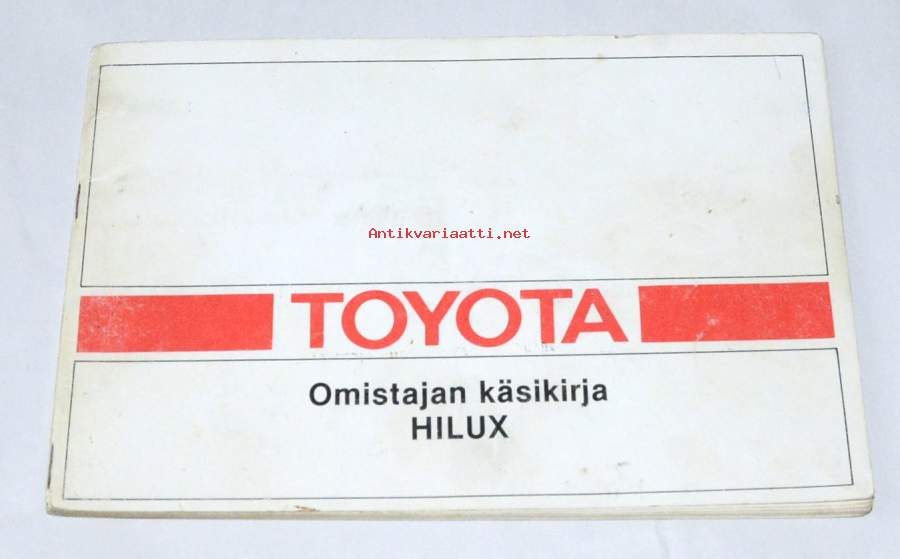 Antikvariaatti.net
TOYOTA
Omistajan käsikirja
HILUX